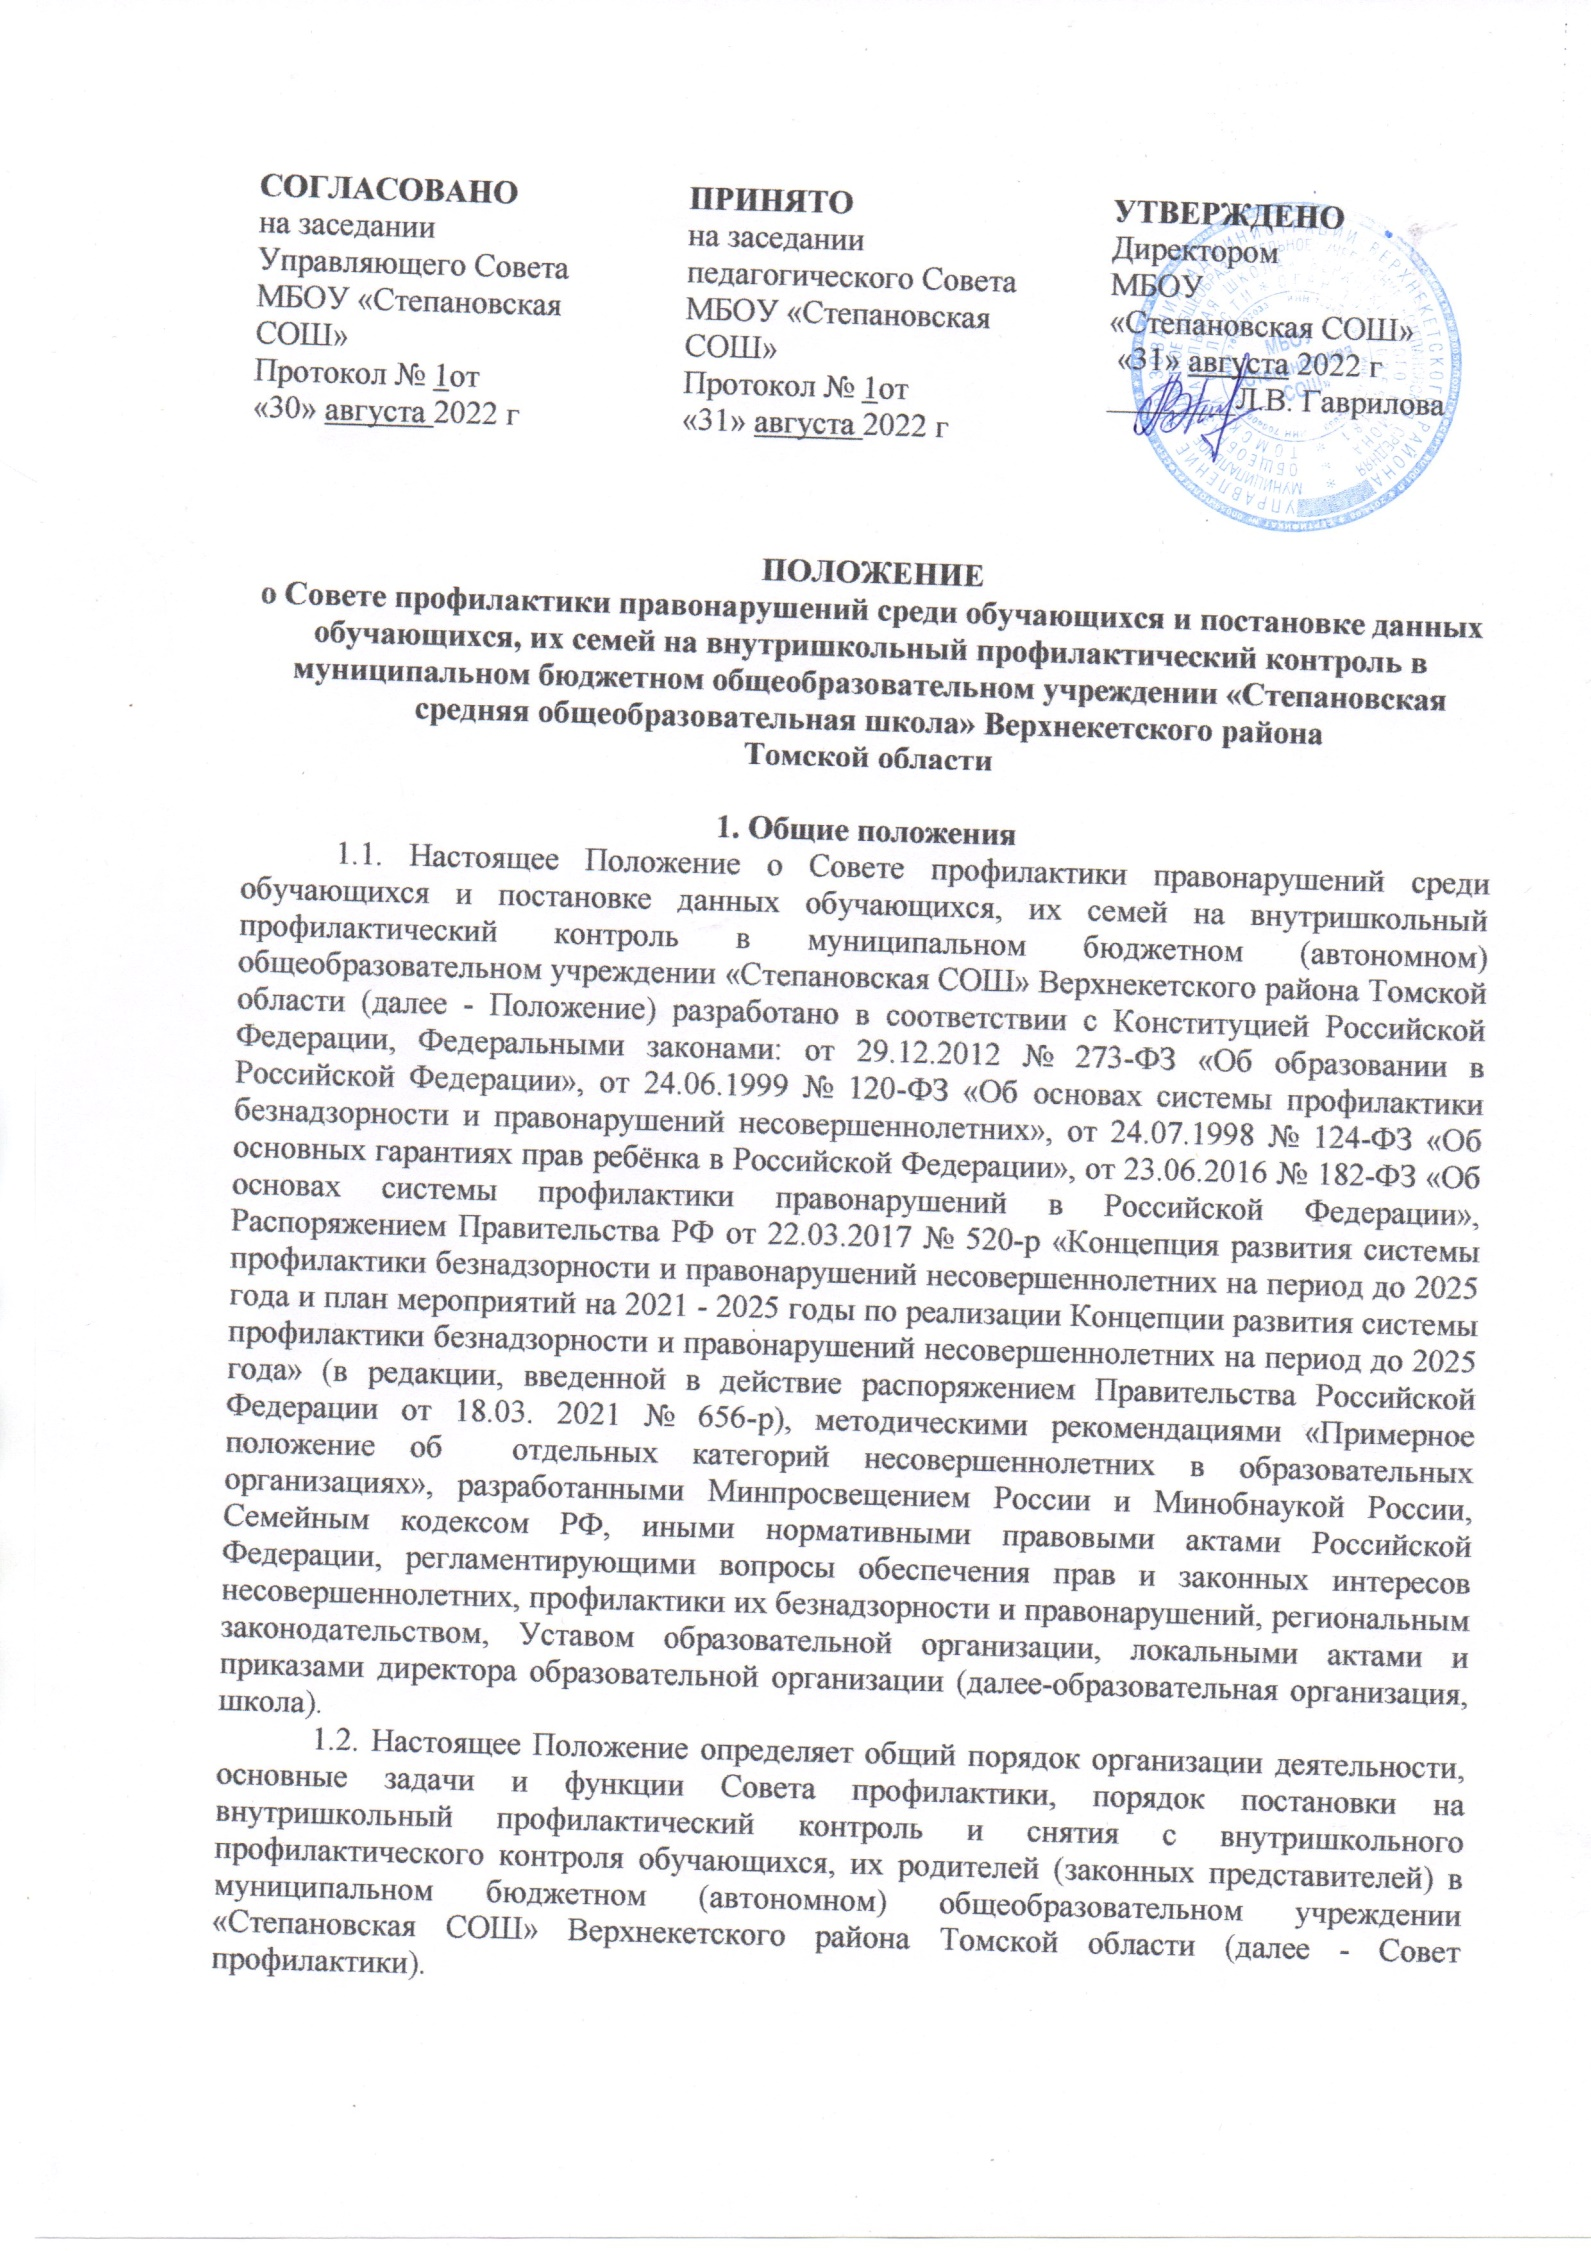 СОГЛАСОВАНО
на заседании
Управляющего Совета
МБОУ «Степановская
СОШ»
Протокол № 1от
«30» августа 2022 г
ПРИНЯТО
на заседании
педагогического Совета
МБОУ «Степановская
СОШ»
Протокол № 1от
«31» августа 2022 г
УТВЕРЖДЕНО
Директором
МБОУ
«Степановская СОШ»
«31» августа 2022 г
Л.В. Гаврилова
МБОУ
«Степановская
СОШ»
ПОЛОЖЕНИЕ
о Совете профилактики правонарушений среди обучающихся и постановке данных
обучающихся, их семей на внутришкольный профилактический контроль в
муниципальном бюджетном общеобразовательном учреждении «Степановская
средняя общеобразовательная школа» Верхнекетского района
Томской области
1. Общие положения
1.1. Настоящее Положение о Совете профилактики правонарушений среди
обучающихся и постановке данных обучающихся, их семей на внутришкольный
профилактический контроль в муниципальном бюджетном (автономном)
общеобразовательном учреждении «Степановская СОШ» Верхнекетского района Томской
области (далее - Положение) разработано в соответствии с Конституцией Российской
Федерации, Федеральными законами: от 29.12.2012 № 273-ФЗ «Об образовании в
Российской Федерации», от 24.06.1999 № 120-ФЗ «Об основах системы профилактики
безнадзорности и правонарушений несовершеннолетних», от 24.07.1998 № 124-ФЗ «Об
основных гарантиях прав ребёнка в Российской Федерации», от 23.06.2016 № 182-ФЗ «Об
основах системы профилактики правонарушений в Российской Федерации»,
Распоряжением Правительства РФ от 22.03.2017 № 520-р «Концепция развития системы
профилактики безнадзорности и правонарушений несовершеннолетних на период до 2025
года и план мероприятий на 2021 - 2025 годы по реализации Концепции развития системы
профилактики безнадзорности и правонарушений несовершеннолетних на период до 2025
года» (в редакции, введенной в действие распоряжением Правительства Российской
Федерации от 18.03. 2021 № 656-р), методическими рекомендациями «Примерное
положение об отдельных категорий несовершеннолетних в образовательных
организациях», разработанными Минпросвещением России и Минобнаукой России,
Семейным кодексом РФ, иными нормативными правовыми актами Российской
Федерации, регламентирующими вопросы обеспечения прав и законных интересов
несовершеннолетних, профилактики их безнадзорности и правонарушений, региональным
законодательством, Уставом образовательной организации, локальными актами и
приказами директора образовательной организации (далее-образовательная организация,
школа).
1.2. Настоящее Положение определяет общий порядок организации деятельности,
основные задачи и функции Совета профилактики, порядок постановки на
внутришкольный профилактический контроль и снятия с внутришкольного
профилактического контроля обучающихся, их родителей (законных представителей) в
муниципальном бюджетном (автономном) общеобразовательном учреждении
«Степановская СОШ» Верхнекетского района Томской области (далее - Совет
профилактики).